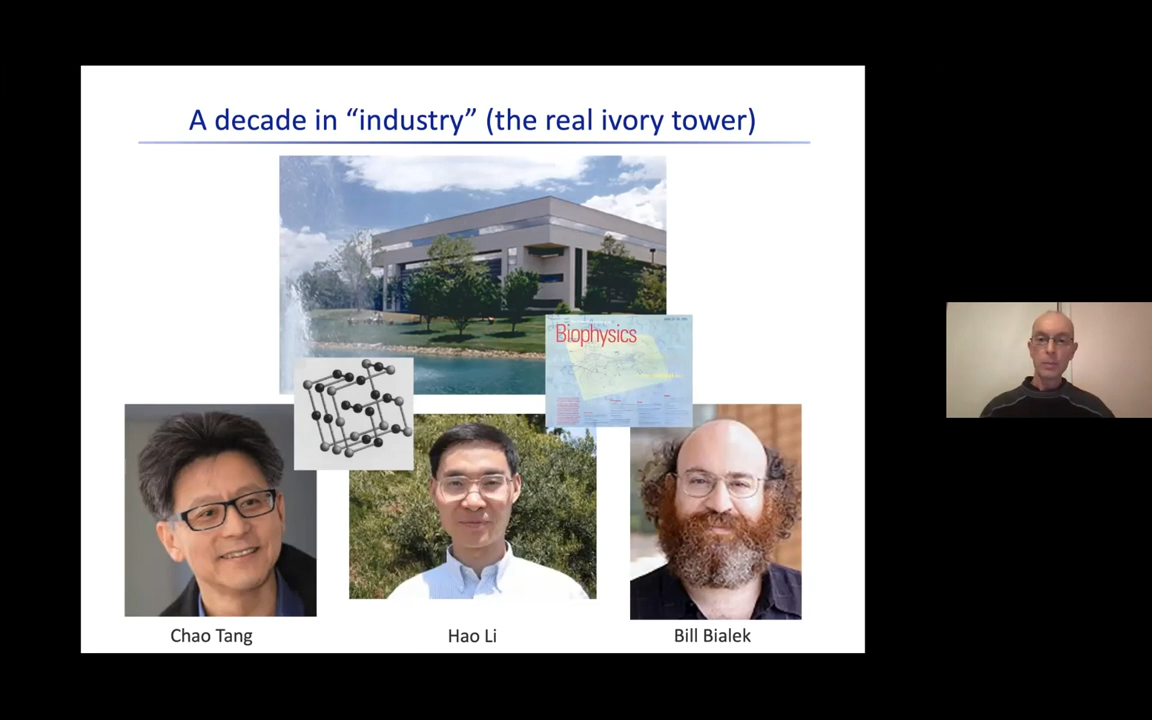 A decade in “industry” (the real ivory tower)
Biophysics
Chao Tang
Hao Li
Bill Bialek